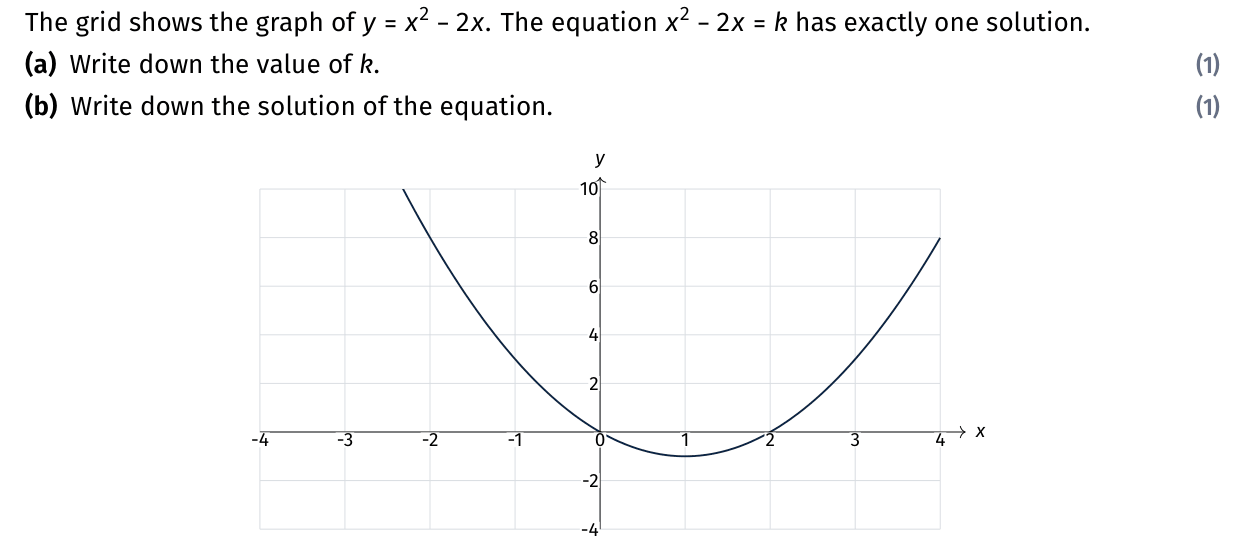 The grid shows the graph of y = x² – 2x. The equation x² – 2x = k has exactly one solution.
(a) Write down the value of k. (1)
(b) Write down the solution of the equation. (1)
y
10
8
6
4
2
-4 -3 -2 -1 0 1 2 3 4 x
-2
-4